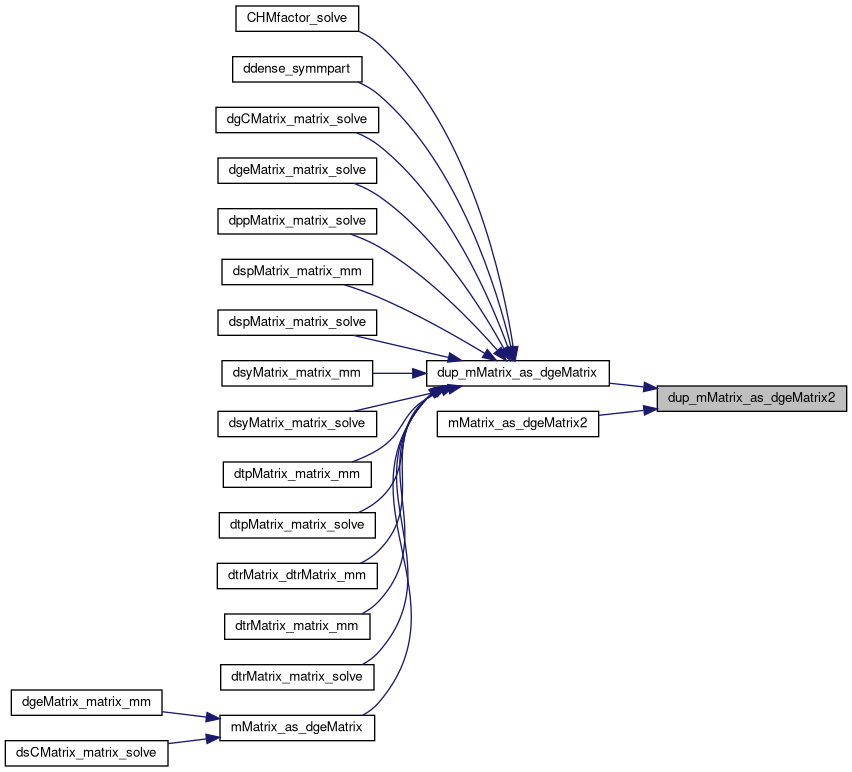 CHMfactor_solve
ddense_symmpart
dgCMatrix_matrix_solve
dgeMatrix_matrix_solve
dppMatrix_matrix_solve
dspMatrix_matrix_mm
dspMatrix_matrix_solve
dsyMatrix_matrix_mm
dup_mMatrix_as_dgeMatrix
dup_mMatrix_as_dgeMatrix2
dsyMatrix_matrix_solve
mMatrix_as_dgeMatrix2
dtpMatrix_matrix_mm
dtpMatrix_matrix_solve
dtrMatrix_dtrMatrix_mm
dtrMatrix_matrix_mm
dtrMatrix_matrix_solve
dgeMatrix_matrix_mm
mMatrix_as_dgeMatrix
dsCMatrix_matrix_solve